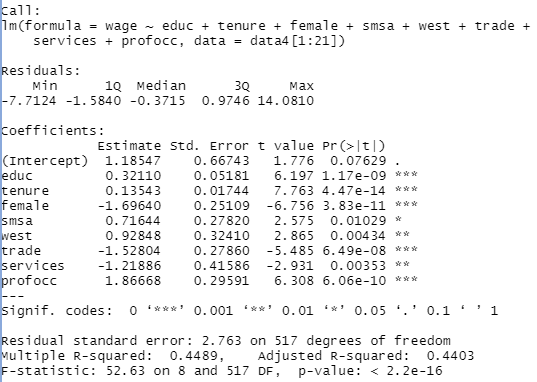 Call:
lm(formula = wage ~ educ + tenure + female + smsa + west + trade +
    services + profocc, data = data4[1:21])

Residuals:
    Min      1Q  Median      3Q     Max
-7.7124 -1.5840 -0.3715  0.9746 14.0810

Coefficients:
            Estimate Std. Error t value Pr(>|t|)
(Intercept)  1.18547    0.66743   1.776  0.07629 .
educ         0.32110    0.05181   6.197 1.17e-09 ***
tenure       0.13543    0.01744   7.763 4.47e-14 ***
female      -1.69640    0.25109  -6.756 3.83e-11 ***
smsa         0.71644    0.27820   2.575  0.01029 *
west         0.92848    0.32410   2.865  0.00434 **
trade       -1.52804    0.27860  -5.485 6.49e-08 ***
services    -1.21886    0.41586  -2.931  0.00353 **
profocc      1.86668    0.29591   6.308 6.06e-10 ***
---
Signif. codes:  0 ‘***’ 0.001 ‘**’ 0.01 ‘*’ 0.05 ‘.’ 0.1 ‘ ’ 1

Residual standard error: 2.763 on 517 degrees of freedom
Multiple R-squared:  0.4489,    Adjusted R-squared:  0.4403
F-statistic: 52.63 on 8 and 517 DF,  p-value: < 2.2e-16